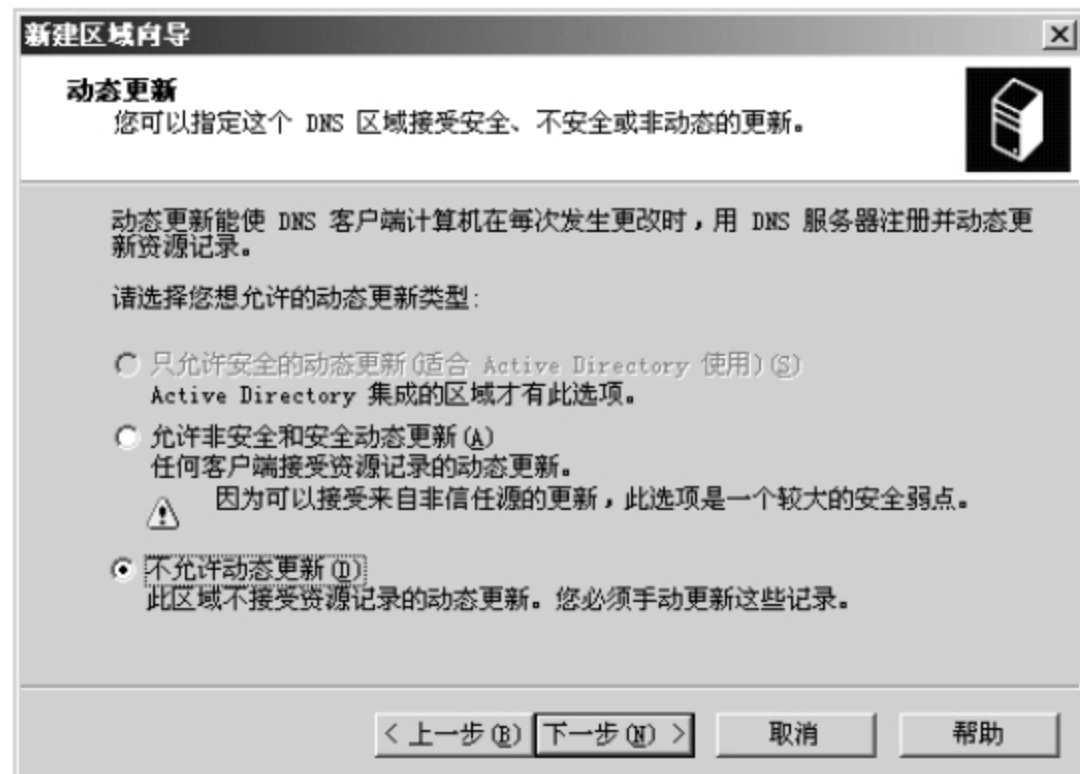 新建区域向导
动态更新
您可以指定这个 DNS 区域接受安全、不安全或非动态的更新。
动态更新能使 DNS 客户端计算机在每次发生更改时，用 DNS 服务器注册并动态更
新资源记录。
请选择您想允许的动态更新类型:
只允许安全的动态更新(适合 Active Directory 使用)(S)
Active Directory 集成的区域才有此选项。
允许非安全和安全动态更新(A)
任何客户端接受资源记录的动态更新。
因为可以接受来自非信任源的更新，此选项是一个较大的安全弱点。
不允许动态更新(D)
此区域不接受资源记录的动态更新。您必须手动更新这些记录。
< 上一步(B) 下一步(N) > 取消 帮助